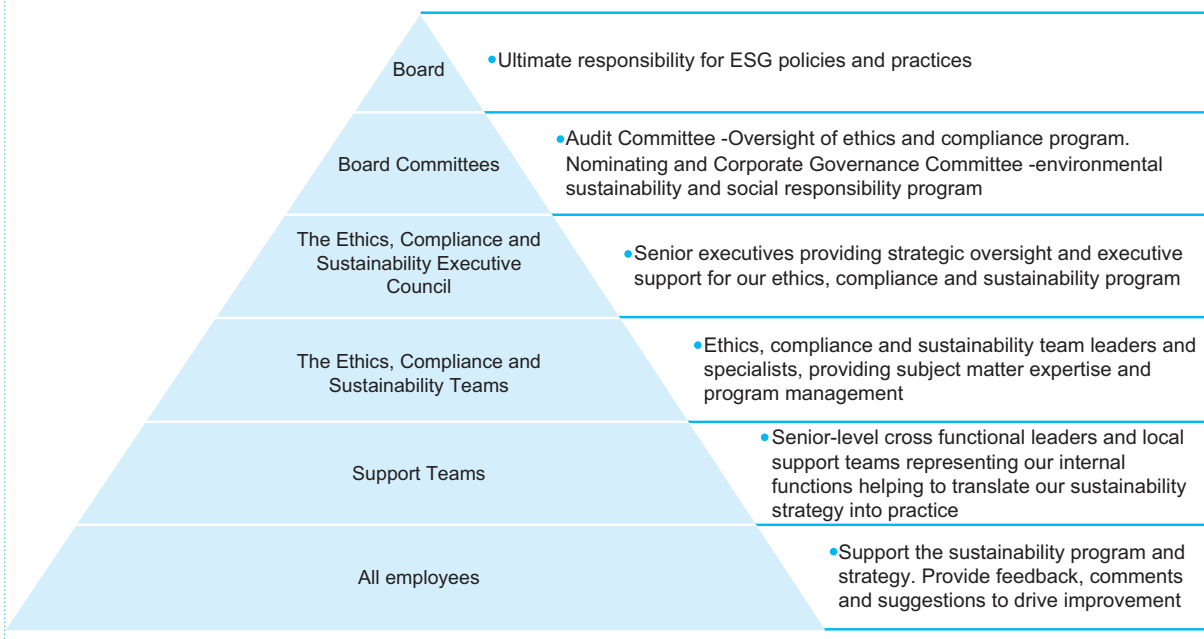 Board
•Ultimate responsibility for ESG policies and practices
Board Committees
•Audit Committee -Oversight of ethics and compliance program.
Nominating and Corporate Governance Committee -environmental
sustainability and social responsibility program
The Ethics, Compliance and
Sustainability Executive
Council
•Senior executives providing strategic oversight and executive
support for our ethics, compliance and sustainability program
The Ethics, Compliance and
Sustainability Teams
•Ethics, compliance and sustainability team leaders and
specialists, providing subject matter expertise and
program management
Support Teams
•Senior-level cross functional leaders and local
support teams representing our internal
functions helping to translate our sustainability
strategy into practice
All employees
•Support the sustainability program and
strategy. Provide feedback, comments
and suggestions to drive improvement